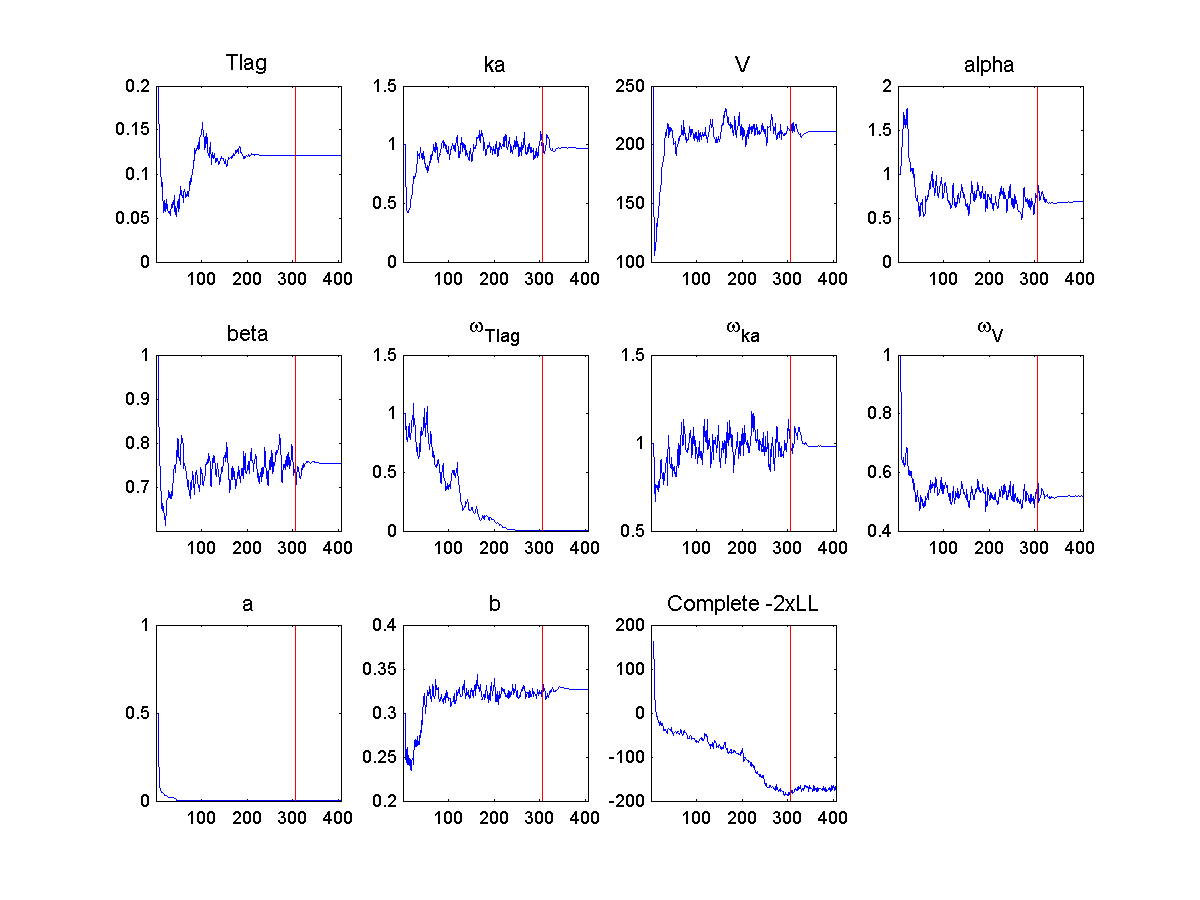 Tlag ka V alpha
0.2 0.15 0.1 0.05 0 1.5 1 0.5 0 250 200 150 100 2 1.5 1 0.5 0
100 200 300 400 100 200 300 400 100 200 300 400 100 200 300 400
beta ωTlag ωka ωV
1 0.9 0.8 0.7 1.5 1 0.5 0 1.5 1 0.5 1 0.8 0.6 0.4
100 200 300 400 100 200 300 400 100 200 300 400 100 200 300 400
a b Complete -2xLL
1 0.5 0 0.4 0.35 0.3 0.25 0.2 200 100 0 -100 -200
100 200 300 400 100 200 300 400 100 200 300 400